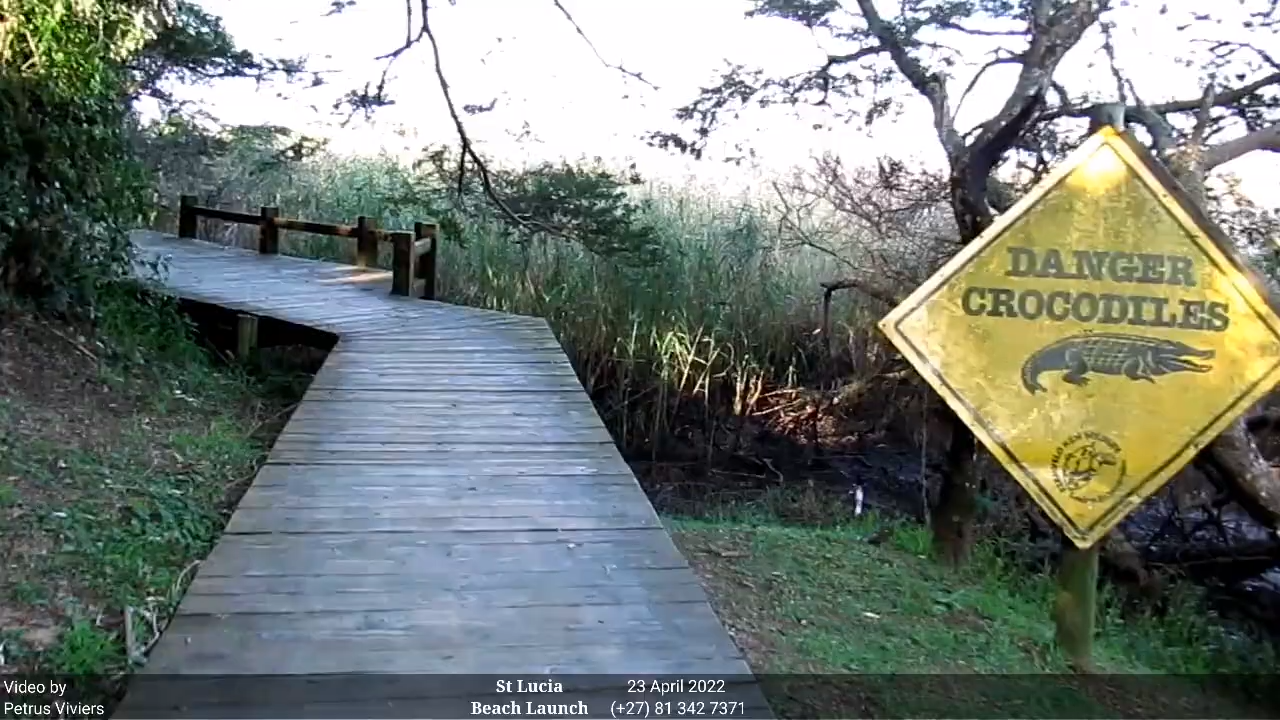 DANGER
CROCODILES
Video by
Petrus Viviers
St Lucia
Beach Launch
23 April 2022
(+27) 81 342 7371